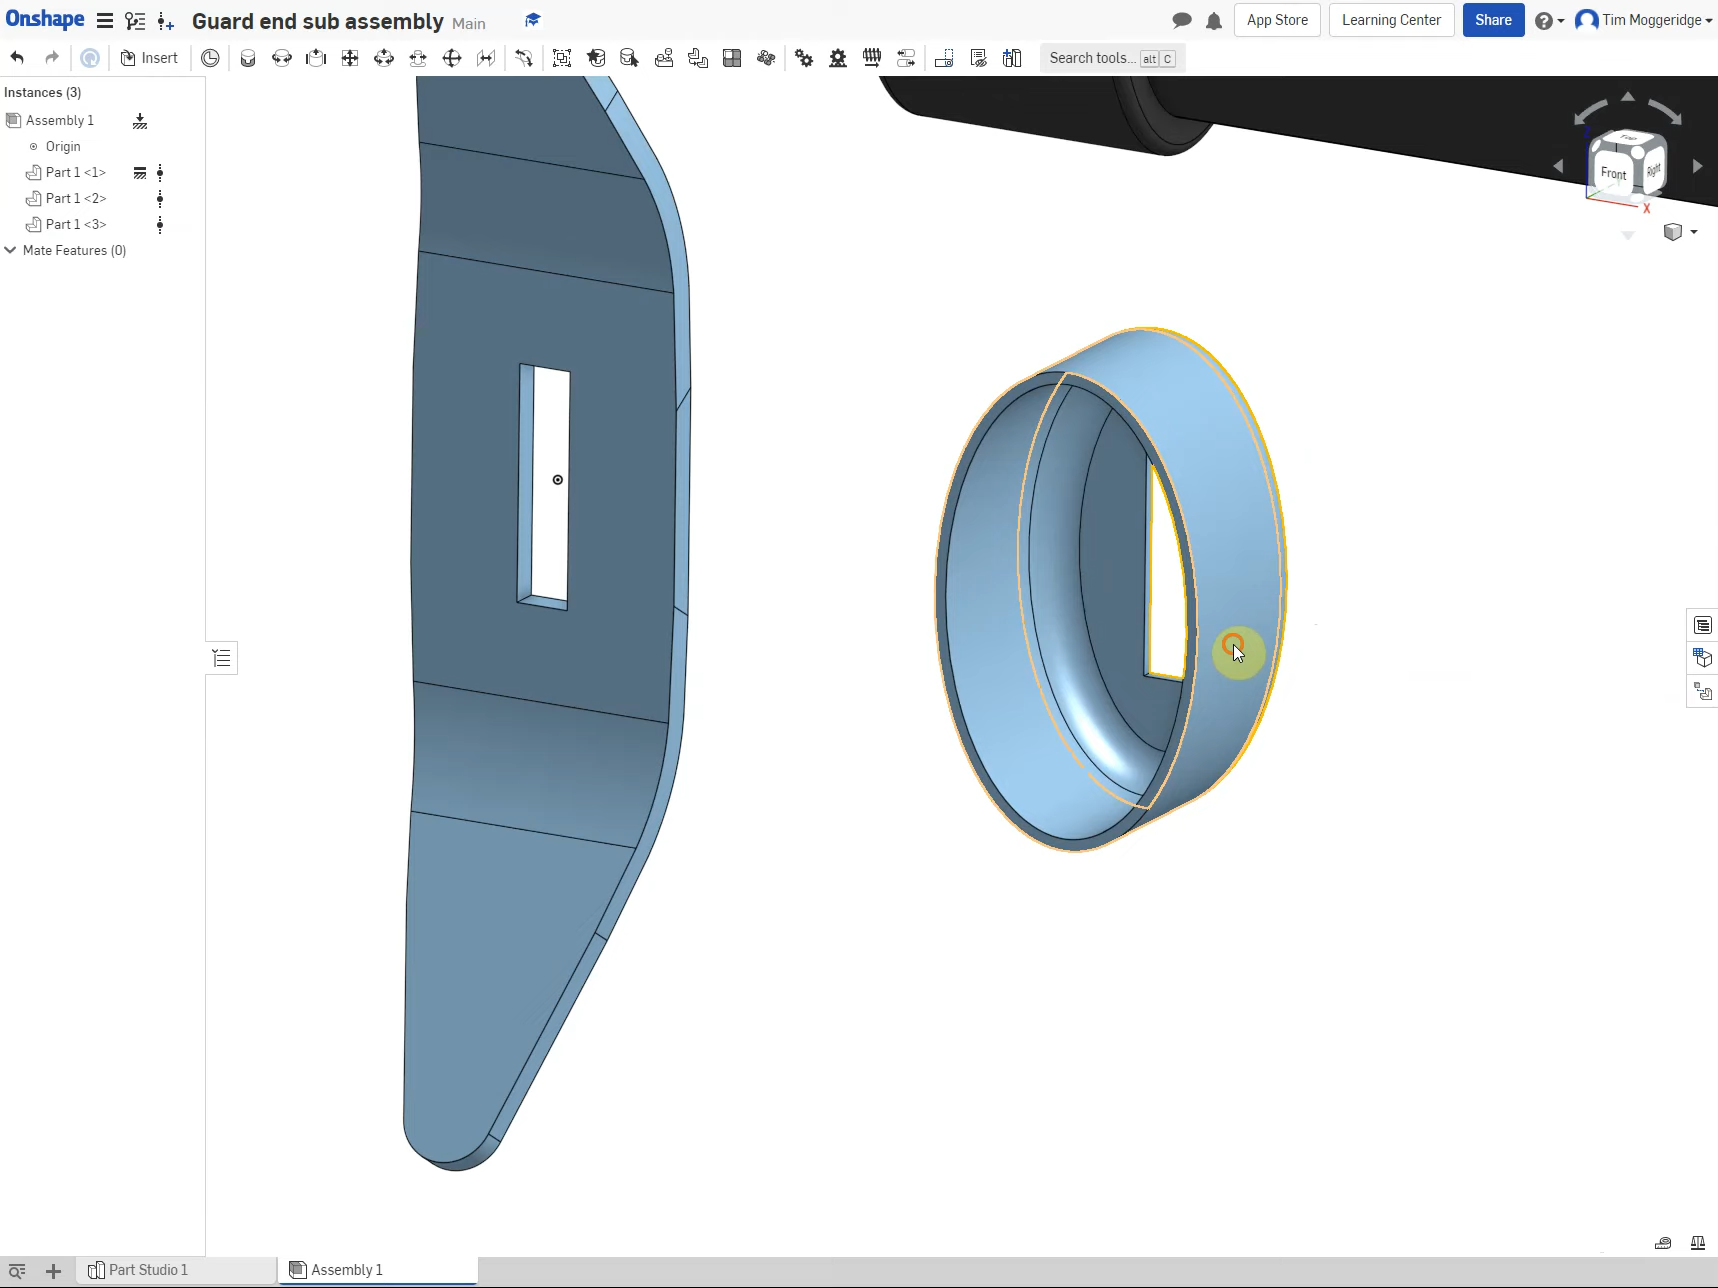 Onshape Guard end sub assembly Main App Store Learning Center Share Tim Moggeridge
Insert Search tools... alt C
Instances (3)
Assembly 1
Origin
Part 1 <1>
Part 1 <2>
Part 1 <3>
Mate Features (0)
Top
Front
Right
X
Part Studio 1 Assembly 1